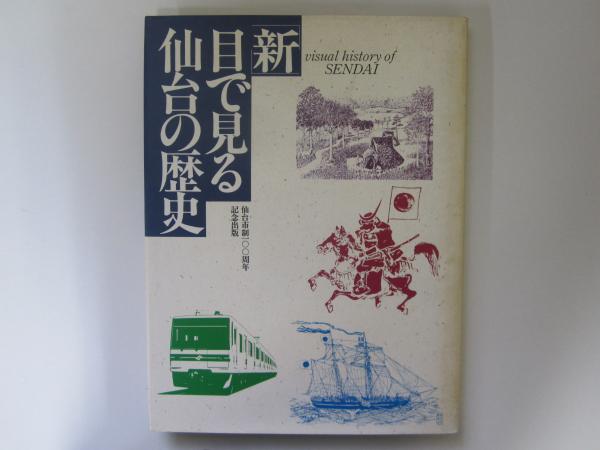 新
目で見る
仙台の歴史
visual history of
SENDAI
仙台市制一〇〇周年
記念出版